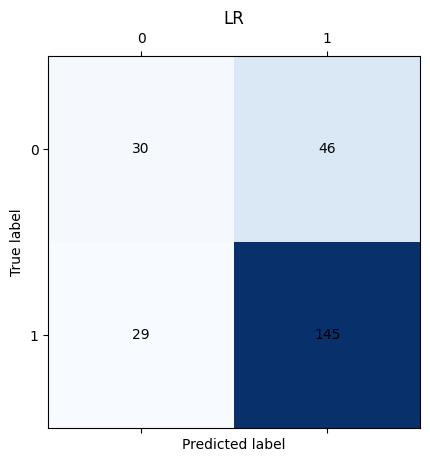 LR
0 1
0 30 46
True label
1 29 145
Predicted label